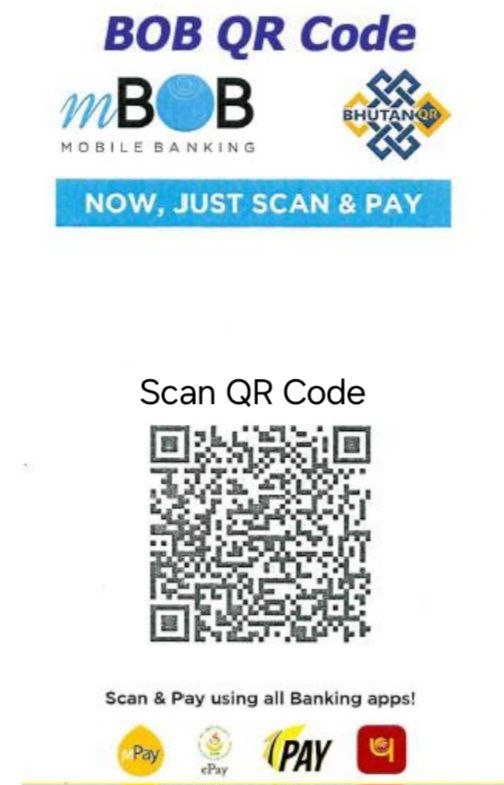 BOB QR Code
mBOB
MOBILE BANKING
BHUTAN QR
NOW, JUST SCAN & PAY
Scan QR Code
Scan & Pay using all Banking apps!
mPay
ePay
PAY